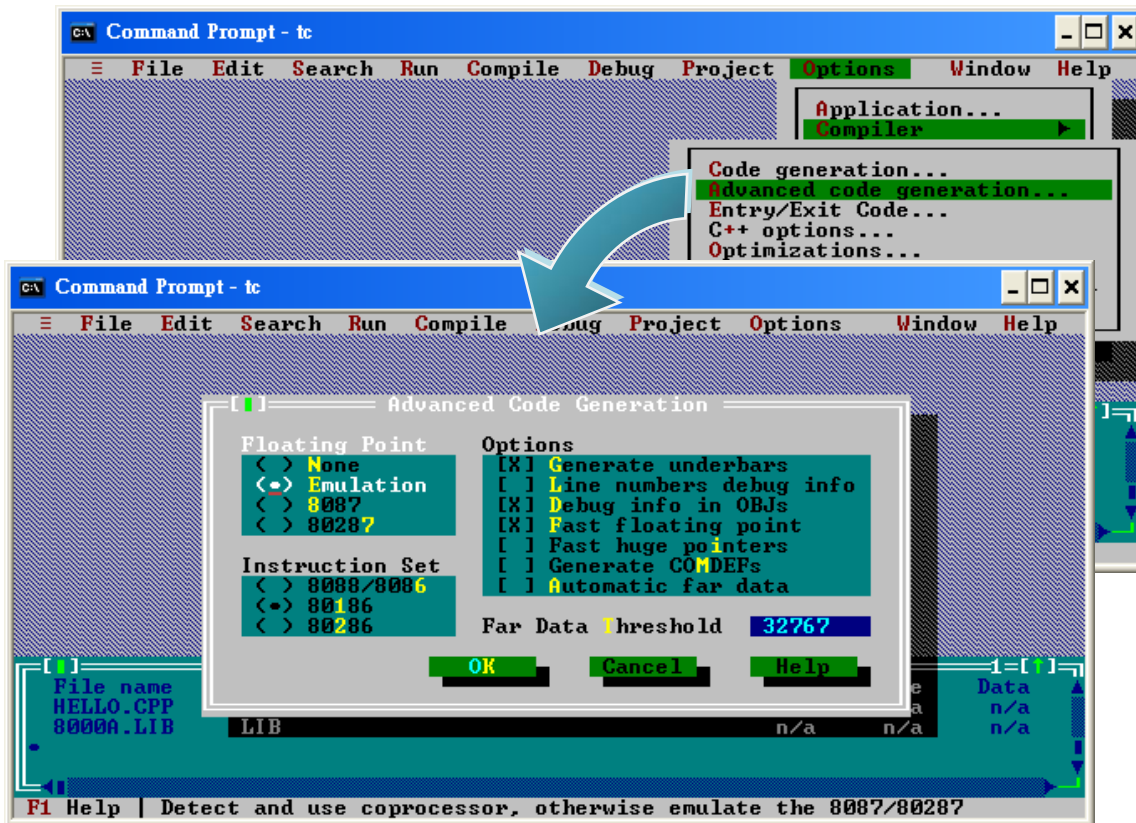 Command Prompt - tc
≡ File Edit Search Run Compile Debug Project Options Window Help
Application...
Compiler ►
Code generation...
Advanced code generation...
Entry/Exit Code...
C++ options...
Optimizations...
Command Prompt - tc
≡ File Edit Search Run Compile ug Project Options Window Help
[■] Advanced Code Generation
Floating Point
( ) None
(•) Emulation
( ) 8087
( ) 80287
Instruction Set
( ) 8088/8086
(•) 80186
( ) 80286
Options
[X] Generate underbars
[ ] Line numbers debug info
[X] Debug info in OBJs
[X] Fast floating point
[ ] Fast huge pointers
[ ] Generate COMDEFs
[ ] Automatic far data
Far Data Threshold 32767
OK Cancel Help
[■] 1=[↑]
File name e Data
HELLO.CPP a n/a
8000A.LIB LIB n/a n/a n/a
F1 Help | Detect and use coprocessor, otherwise emulate the 8087/80287